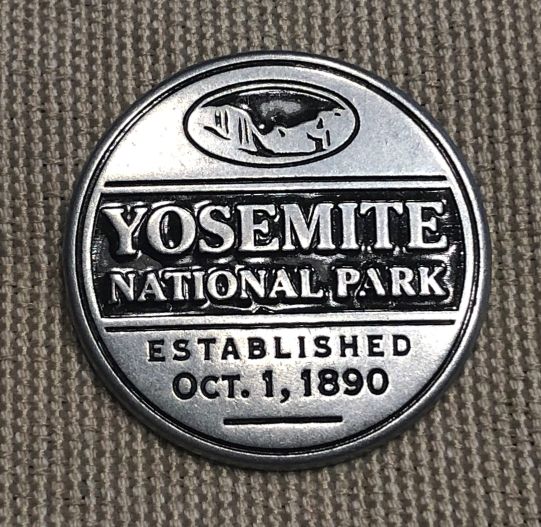 YOSEMITE
NATIONAL PARK
ESTABLISHED
OCT. 1, 1890